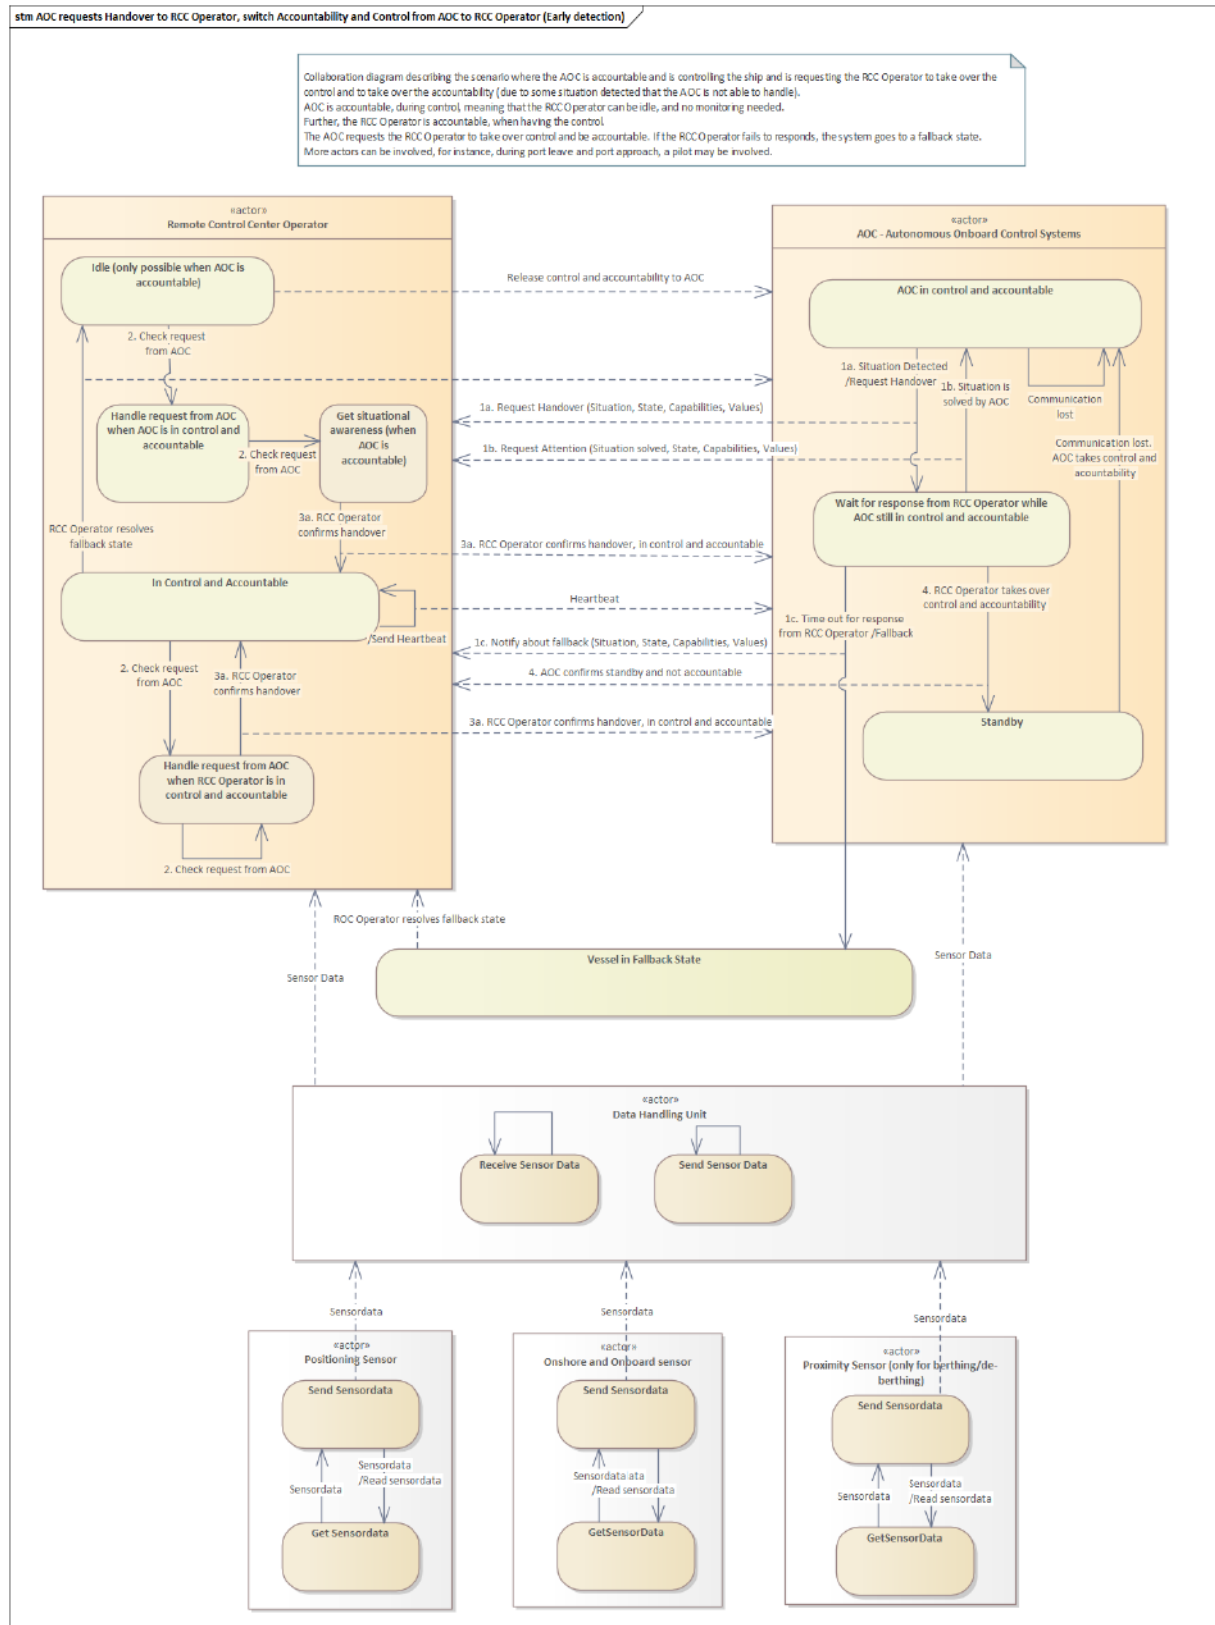 stm AOC requests Handover to RCC Operator, switch Accountability and Control from AOC to RCC Operator (Early detection)
Collaboration diagram describing the scenario where the AOC is accountable and is controlling the ship and is requesting the RCC Operator to take over the
control and to take over the accountability (due to some situation detected that the AOC is not able to handle).
AOC is accountable, during control, meaning that the RCC Operator can be idle, and no monitoring needed.
Further, the RCC Operator is accountable, when having the control.
The AOC requests the RCC Operator to take over control and be accountable. If the RCC Operator fails to responds, the system goes to a fallback state.
More actors can be involved, for instance, during port leave and port approach, a pilot may be involved.
«actor»
Remote Control Center Operator
Idle (only possible when AOC is
accountable)
2. Check request
from AOC
Handle request from AOC
when AOC is in control and
accountable
2. Check request
from AOC
Get situational
awareness (when
AOC is
accountable)
3a. RCC Operator
confirms handover
RCC Operator resolves
fallback state
In Control and Accountable
/Send Heartbeat
2. Check request
from AOC
3a. RCC Operator
confirms handover
Handle request from AOC
when RCC Operator is in
control and accountable
2. Check request from AOC
Release control and accountability to AOC
1a. Request Handover (Situation, State, Capabilities, Values)
1b. Request Attention (Situation solved, State, Capabilities, Values)
3a. RCC Operator confirms handover, in control and accountable
Heartbeat
1c. Notify about fallback (Situation, State, Capabilities, Values)
4. AOC confirms standby and not accountable
3a. RCC Operator confirms handover, in control and accountable
«actor»
AOC - Autonomous Onboard Control Systems
AOC in control and accountable
1a. Situation Detected
/Request Handover
1b. Situation is
solved by AOC
Communication
lost
Communication lost.
AOC takes control and
acountability
Wait for response from RCC Operator while
AOC still in control and accountable
4. RCC Operator takes over
control and accountability
1c. Time out for response
from RCC Operator /Fallback
Standby
ROC Operator resolves fallback state
Sensor Data
Sensor Data
Vessel in Fallback State
«actor»
Data Handling Unit
Receive Sensor Data
Send Sensor Data
Sensordata
Sensordata
Sensordata
«actor»
Positioning Sensor
Send Sensordata
Sensordata
Sensordata
/Read sensordata
Get Sensordata
«actor»
Onshore and Onboard sensor
Send Sensordata
Sensordata ata
/Read sensordata
GetSensorData
«actor»
Proximity Sensor (only for berthing/de-
berthing)
Send Sensordata
Sensordata
Sensordata
/Read sensordata
GetSensorData